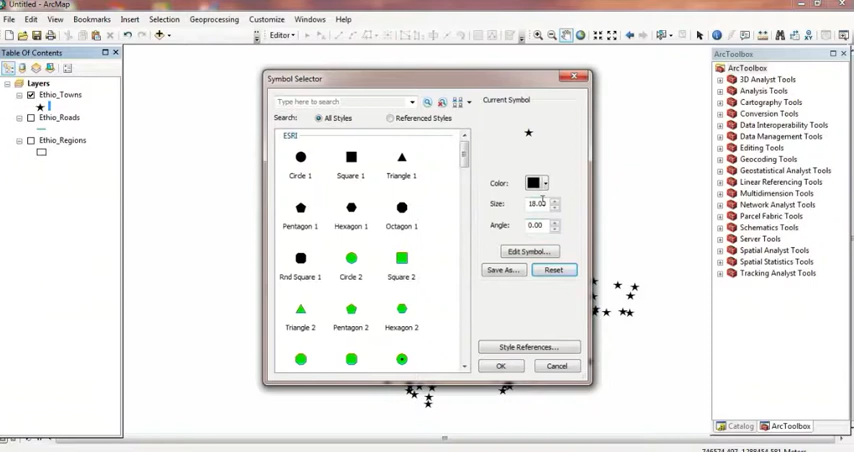 Untitled - ArcMap
File Edit View Bookmarks Insert Selection Geoprocessing Customize Windows Help
Editor
Table Of Contents
Layers
Ethio_Towns
Ethio_Roads
Ethio_Regions
Symbol Selector
Type here to search
Search: All Styles Referenced Styles
ESRI
Circle 1 Square 1 Triangle 1
Pentagon 1 Hexagon 1 Octagon 1
Rnd Square 1 Circle 2 Square 2
Triangle 2 Pentagon 2 Hexagon 2
Current Symbol
Color:
Size: 18.00
Angle: 0.00
Edit Symbol...
Save As... Reset
Style References...
OK Cancel
ArcToolbox
ArcToolbox
3D Analyst Tools
Analysis Tools
Cartography Tools
Conversion Tools
Data Interoperability Tools
Data Management Tools
Editing Tools
Geocoding Tools
Geostatistical Analyst Tools
Linear Referencing Tools
Multidimension Tools
Network Analyst Tools
Parcel Fabric Tools
Schematics Tools
Server Tools
Spatial Analyst Tools
Spatial Statistics Tools
Tracking Analyst Tools
Catalog ArcToolbox